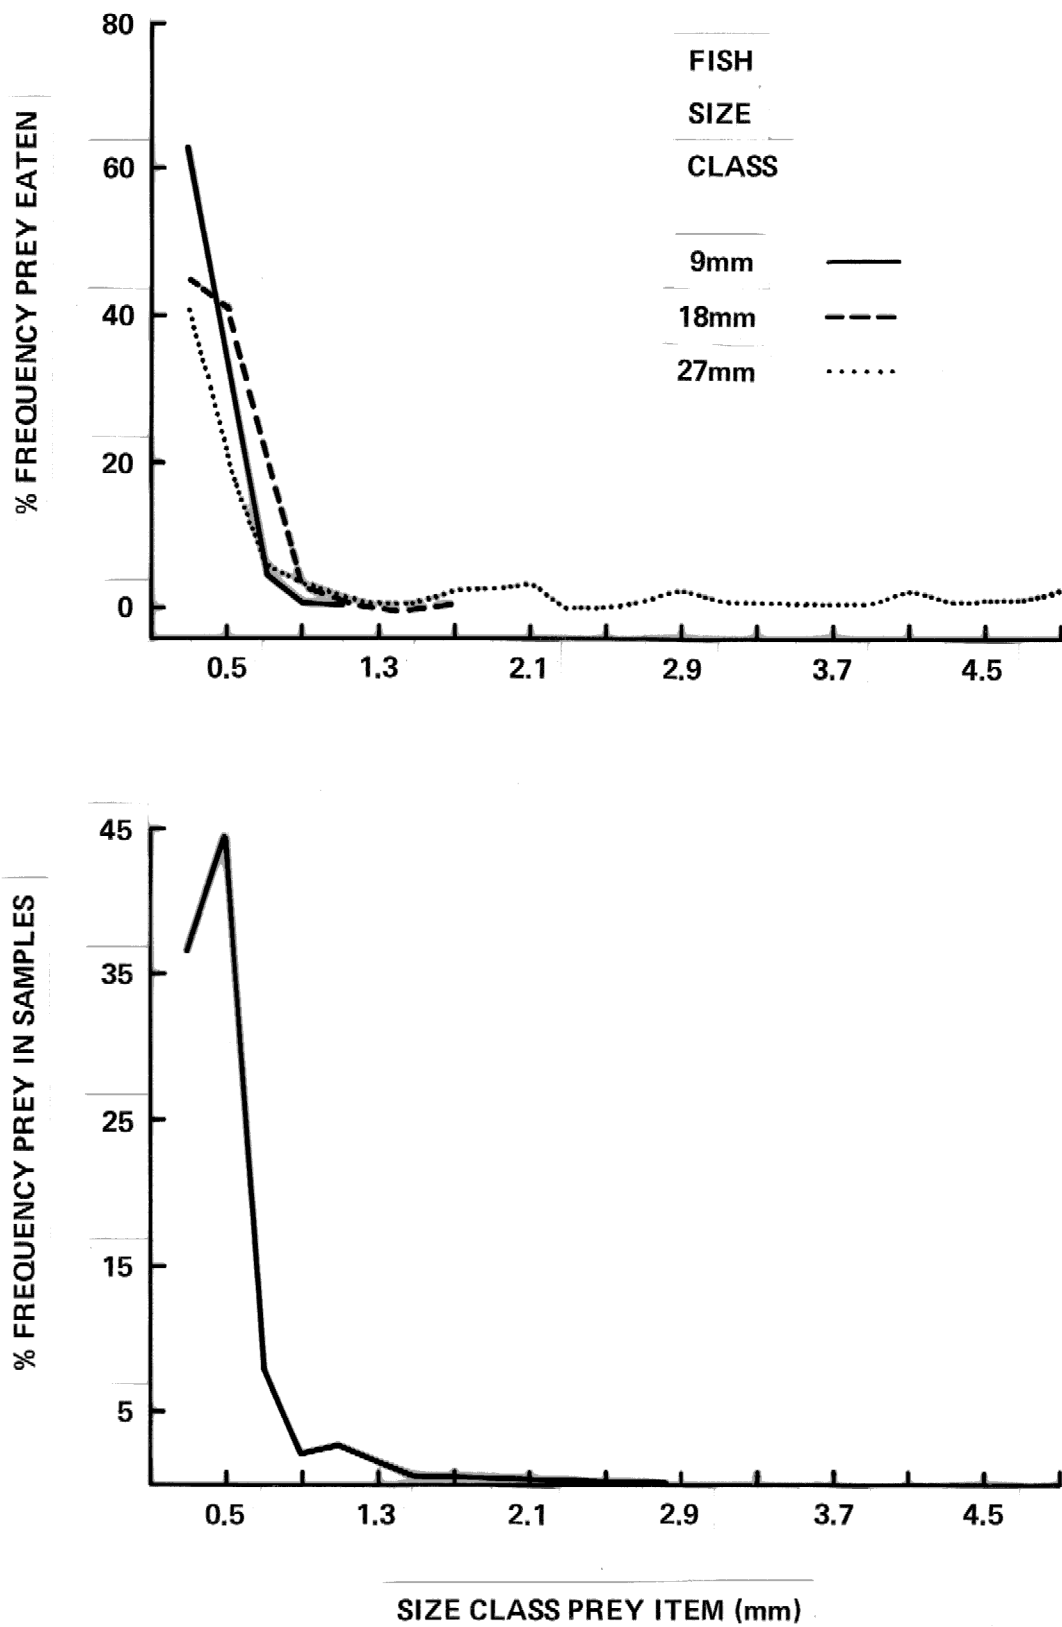 80
60
40
20
0
% FREQUENCY PREY EATEN
FISH
SIZE
CLASS
9mm
18mm
27mm
0.5 1.3 2.1 2.9 3.7 4.5
45
35
25
15
5
% FREQUENCY PREY IN SAMPLES
0.5 1.3 2.1 2.9 3.7 4.5
SIZE CLASS PREY ITEM (mm)